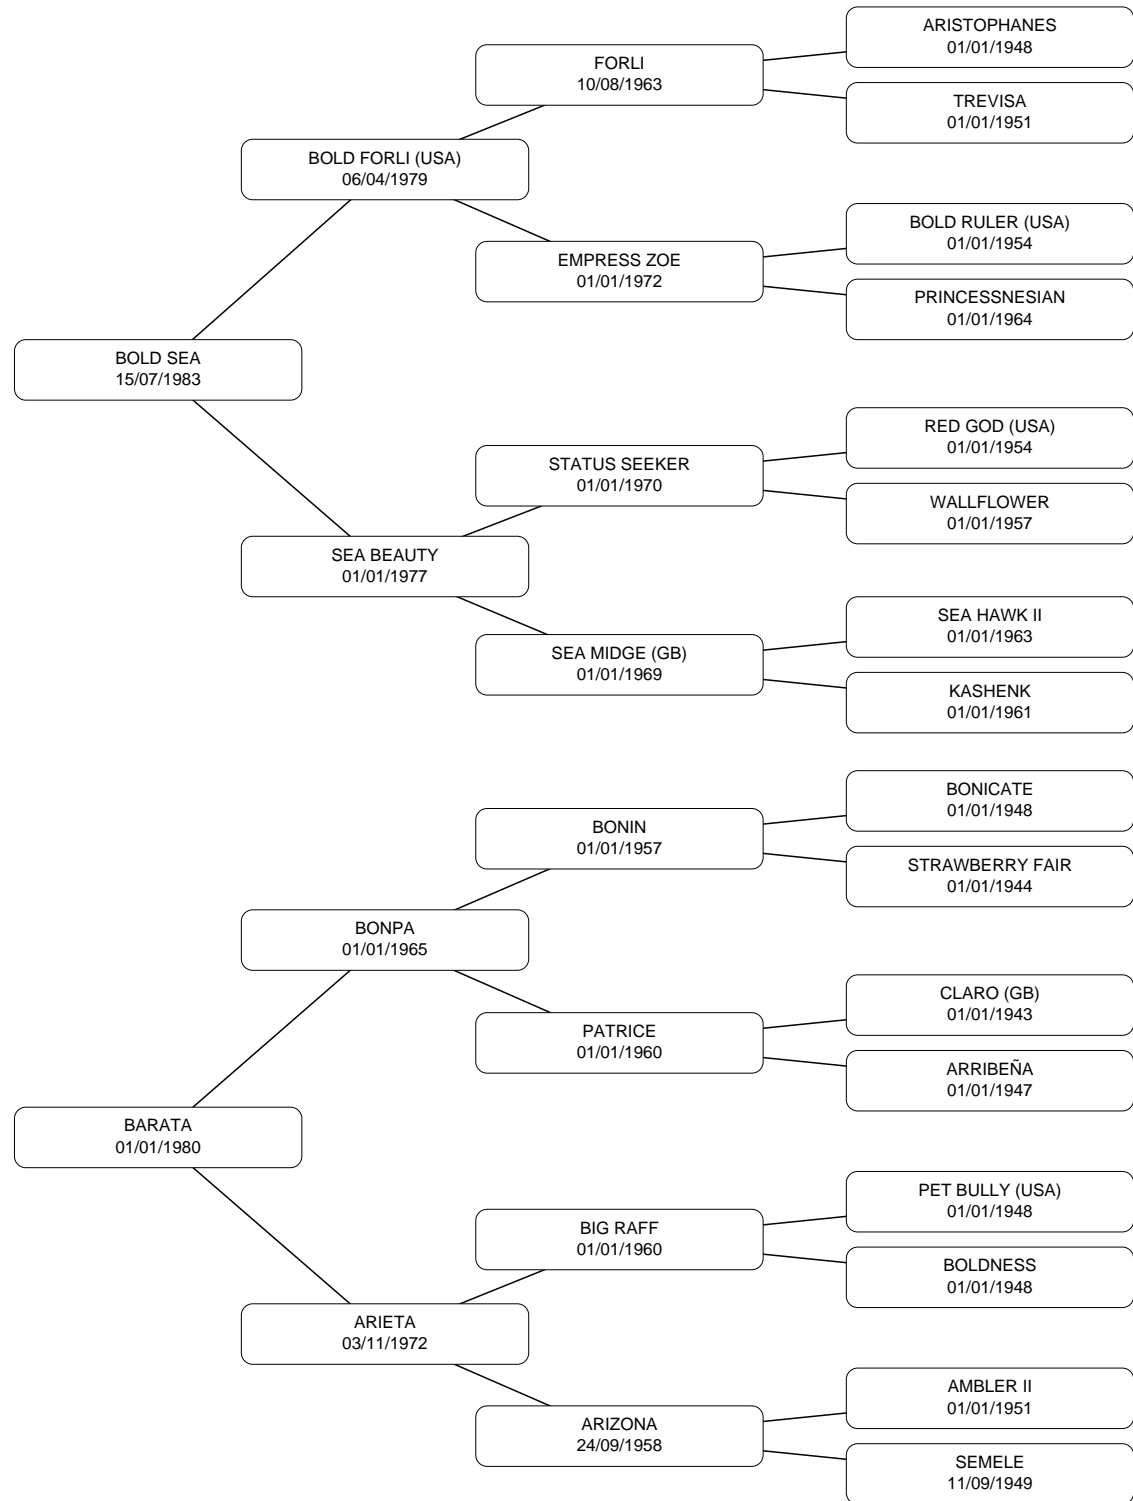 ARISTOPHANES
01/01/1948
FORLI
10/08/1963
TREVISA
01/01/1951
BOLD FORLI (USA)
06/04/1979
BOLD RULER (USA)
01/01/1954
EMPRESS ZOE
01/01/1972
PRINCESSNESIAN
01/01/1964
BOLD SEA
15/07/1983
RED GOD (USA)
01/01/1954
STATUS SEEKER
01/01/1970
WALLFLOWER
01/01/1957
SEA BEAUTY
01/01/1977
SEA HAWK II
01/01/1963
SEA MIDGE (GB)
01/01/1969
KASHENK
01/01/1961
BONICATE
01/01/1948
BONIN
01/01/1957
STRAWBERRY FAIR
01/01/1944
BONPA
01/01/1965
CLARO (GB)
01/01/1943
PATRICE
01/01/1960
ARRIBEÑA
01/01/1947
BARATA
01/01/1980
PET BULLY (USA)
01/01/1948
BIG RAFF
01/01/1960
BOLDNESS
01/01/1948
ARIETA
03/11/1972
AMBLER II
01/01/1951
ARIZONA
24/09/1958
SEMELE
11/09/1949